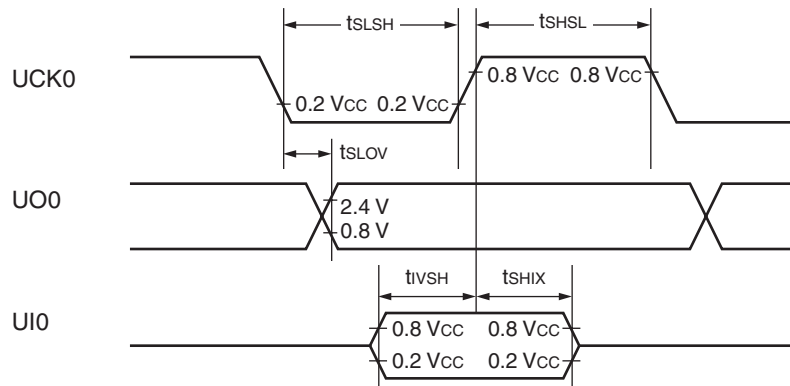 tSLSH tSHSL
UCK0
0.8 VCC 0.8 VCC
0.2 VCC 0.2 VCC
tSLOV
UO0
2.4 V
0.8 V
tIVSH tSHIX
UI0
0.8 VCC 0.8 VCC
0.2 VCC 0.2 VCC